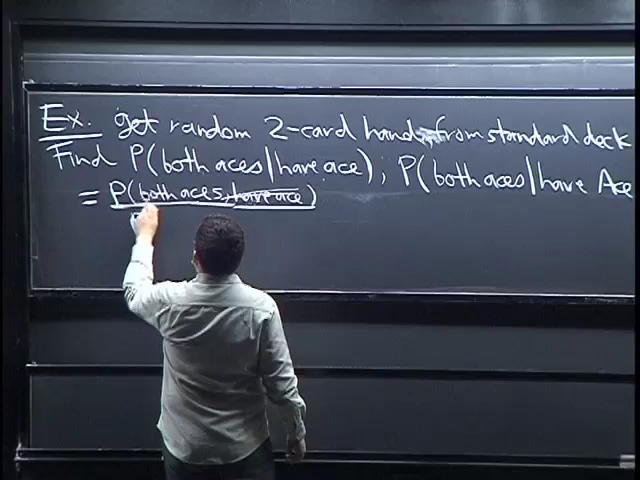 Ex. get random 2-card hand from standard deck
Find P(both aces|have ace), P(both aces|have Ace
= P(both aces, have ace)